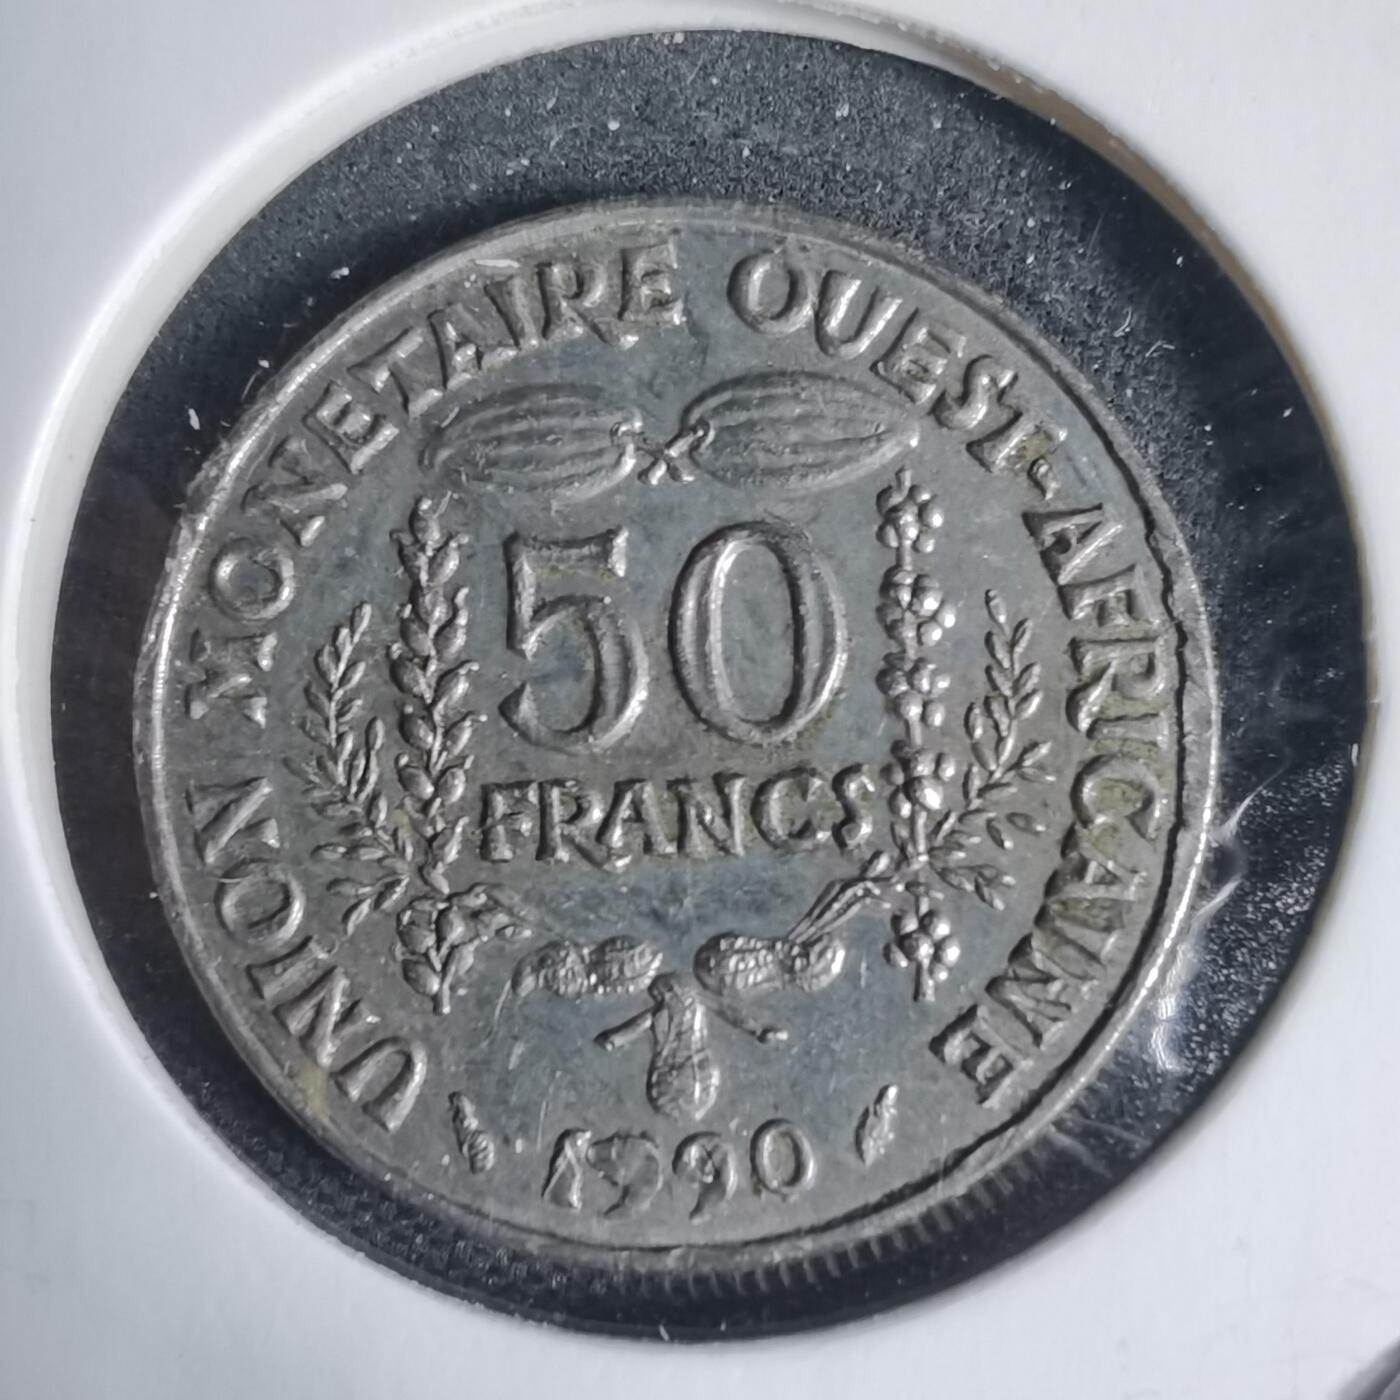 UNION MONETAIRE OUEST-AFRICAINE
50
FRANCS
1990